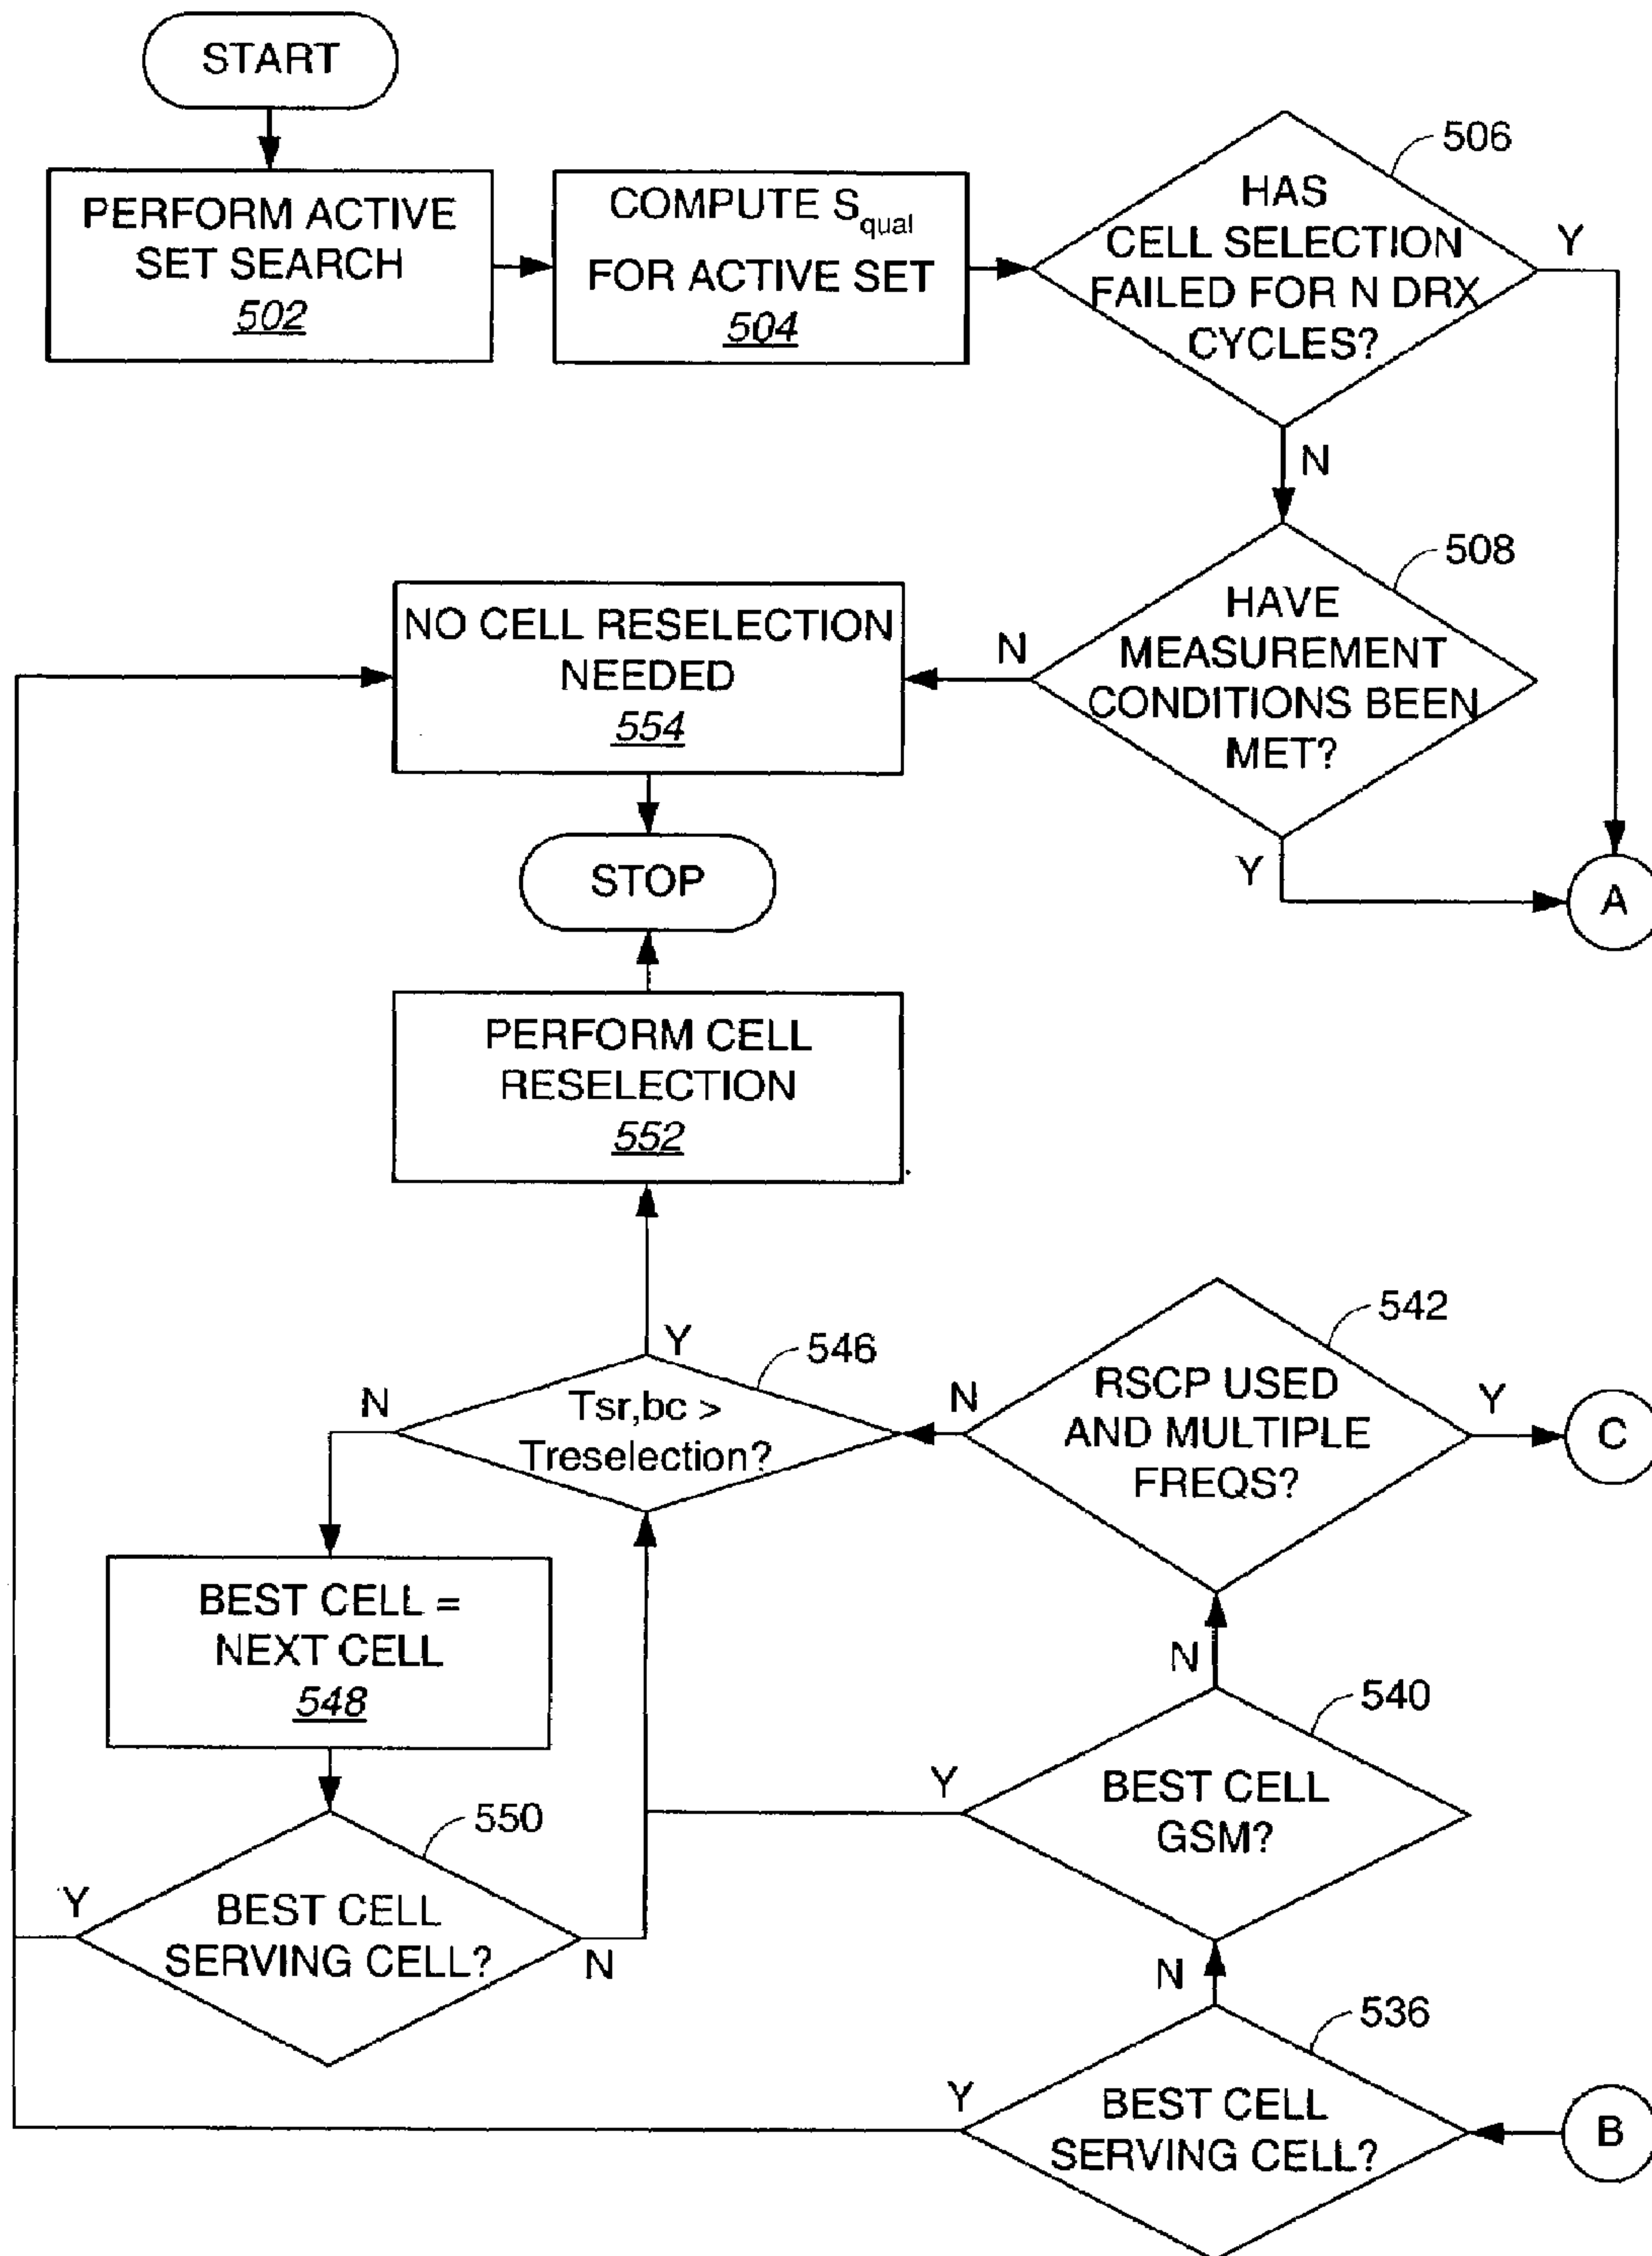 START
PERFORM ACTIVE
SET SEARCH
502
COMPUTE Squal
FOR ACTIVE SET
504
506
HAS
CELL SELECTION
FAILED FOR N DRX
CYCLES?
Y
N
508
HAVE
MEASUREMENT
CONDITIONS BEEN
MET?
N
Y
A
NO CELL RESELECTION
NEEDED
554
STOP
PERFORM CELL
RESELECTION
552
Y
546
Tsr,bc >
Treselection?
N
542
RSCP USED
AND MULTIPLE
FREQS?
N
Y
C
BEST CELL =
NEXT CELL
548
N
540
BEST CELL
GSM?
Y
550
BEST CELL
SERVING CELL?
Y
N
N
536
BEST CELL
SERVING CELL?
Y
B